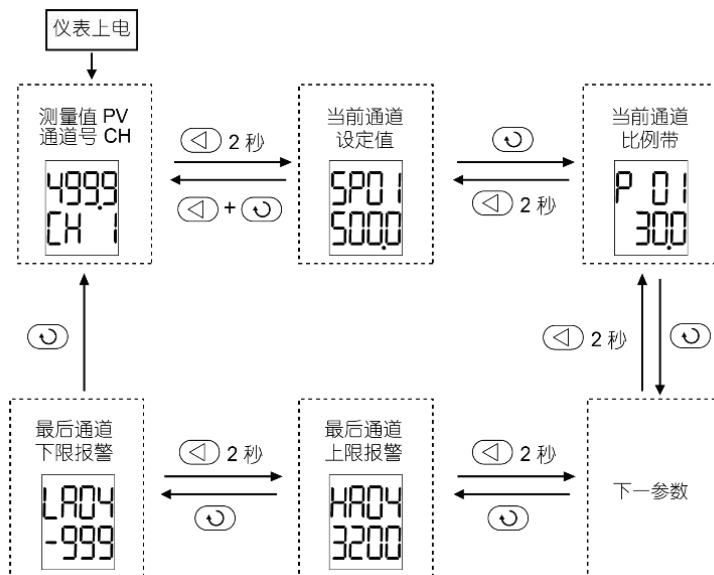 仪表上电
测量值 PV
通道号 CH
499.9
CH 1
2 秒
+
当前通道
设定值
SP01
500.0
2 秒
当前通道
比例带
P 01
30.0
2 秒
最后通道
下限报警
LA04
-999
2 秒
最后通道
上限报警
HA04
3200
2 秒
下一参数